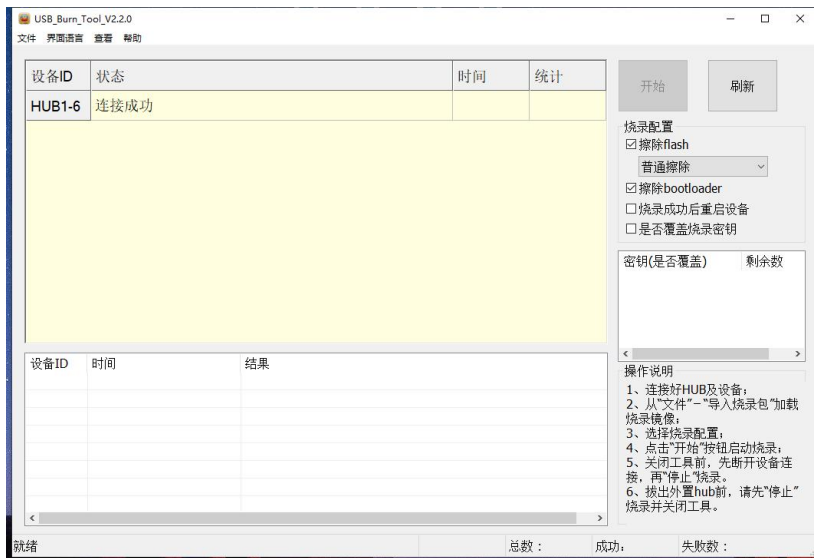 USB_Burn_Tool_V2.2.0
文件 界面语言 查看 帮助
设备ID 状态 时间 统计
HUB1-6 连接成功
开始 刷新
烧录配置
擦除flash
普通擦除
擦除bootloader
烧录成功后重启设备
是否覆盖烧录密钥
密钥(是否覆盖) 剩余数
设备ID 时间 结果
操作说明
1、连接好HUB及设备;
2、从“文件”-“导入烧录包”加载
烧录镜像;
3、选择烧录配置;
4、点击“开始”按钮启动烧录;
5、关闭工具前，先断开设备连
接，再“停止”烧录。
6、拔出外置hub前，请先“停止”
烧录并关闭工具。
就绪 总数： 成功: 失败数：